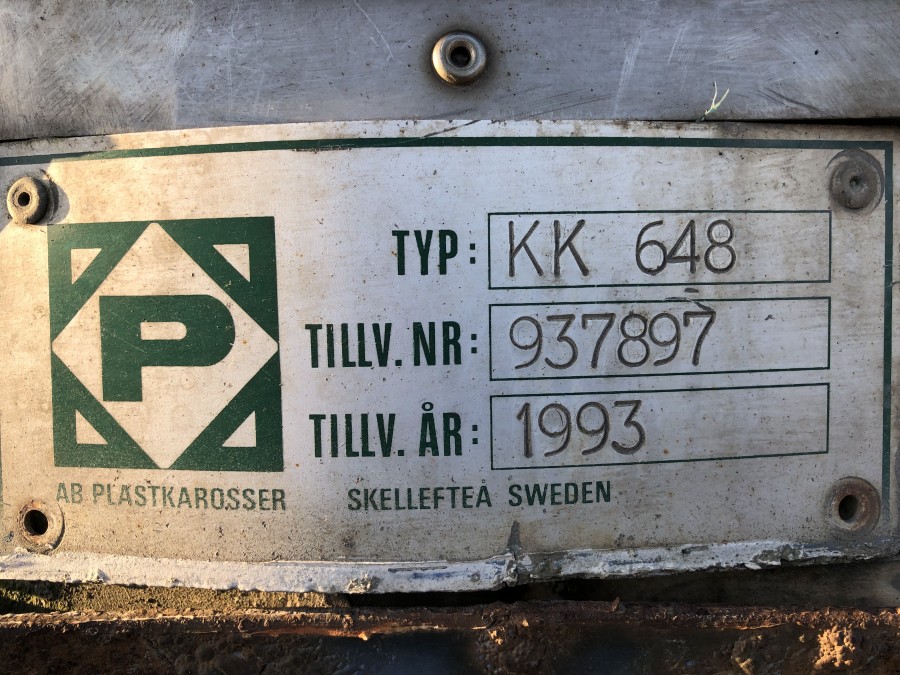 P
TYP: KK 648
TILLV. NR: 937897
TILLV. ÅR: 1993
AB PLASTKAROSSER SKELLEFTEÅ SWEDEN